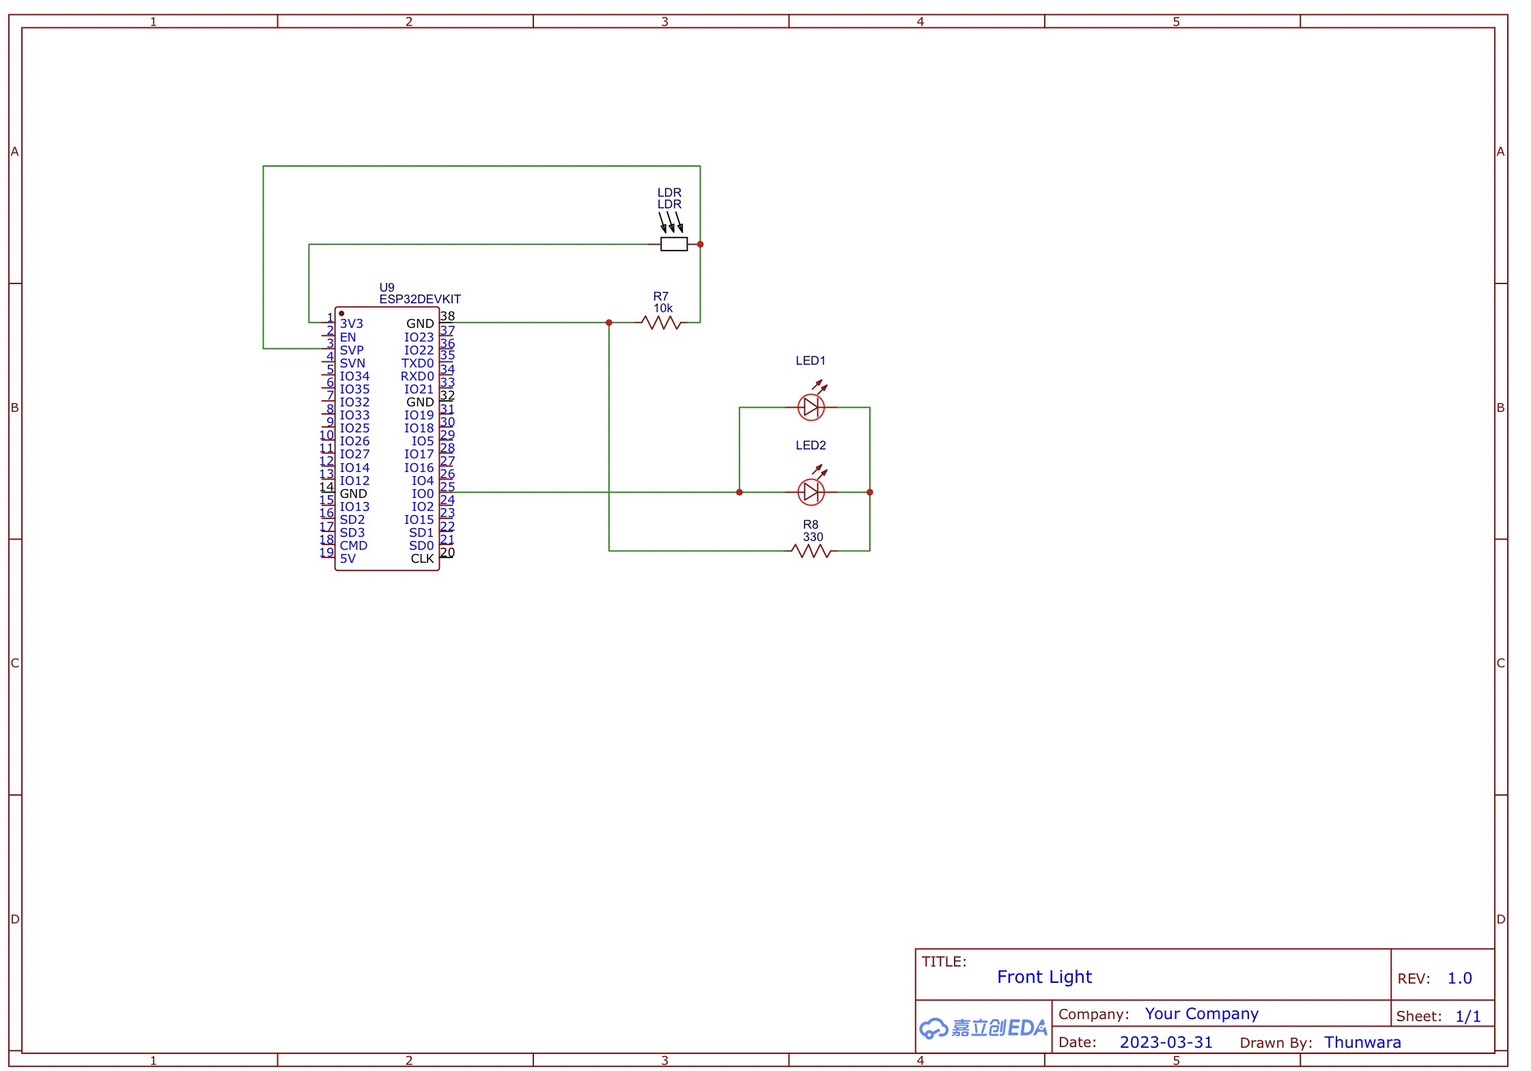 1 2 3 4 5
A A
LDR
LDR
U9
ESP32DEVKIT
R7
10k
1 3V3 GND 38
2 EN IO23 37
3 SVP IO22 36
4 SVN TXD0 35
5 IO34 RXD0 34
6 IO35 IO21 33
7 IO32 GND 32
8 IO33 IO19 31
9 IO25 IO18 30
10 IO26 IO5 29
11 IO27 IO17 28
12 IO14 IO16 27
13 IO12 IO4 26
14 GND IO0 25
15 IO13 IO2 24
16 SD2 IO15 23
17 SD3 SD1 22
18 CMD SD0 21
19 5V CLK 20
LED1
B B
LED2
R8
330
C C
D D
TITLE:
Front Light
REV: 1.0
嘉立创EDA
Company: Your Company
Sheet: 1/1
Date: 2023-03-31 Drawn By: Thunwara
1 2 3 4 5